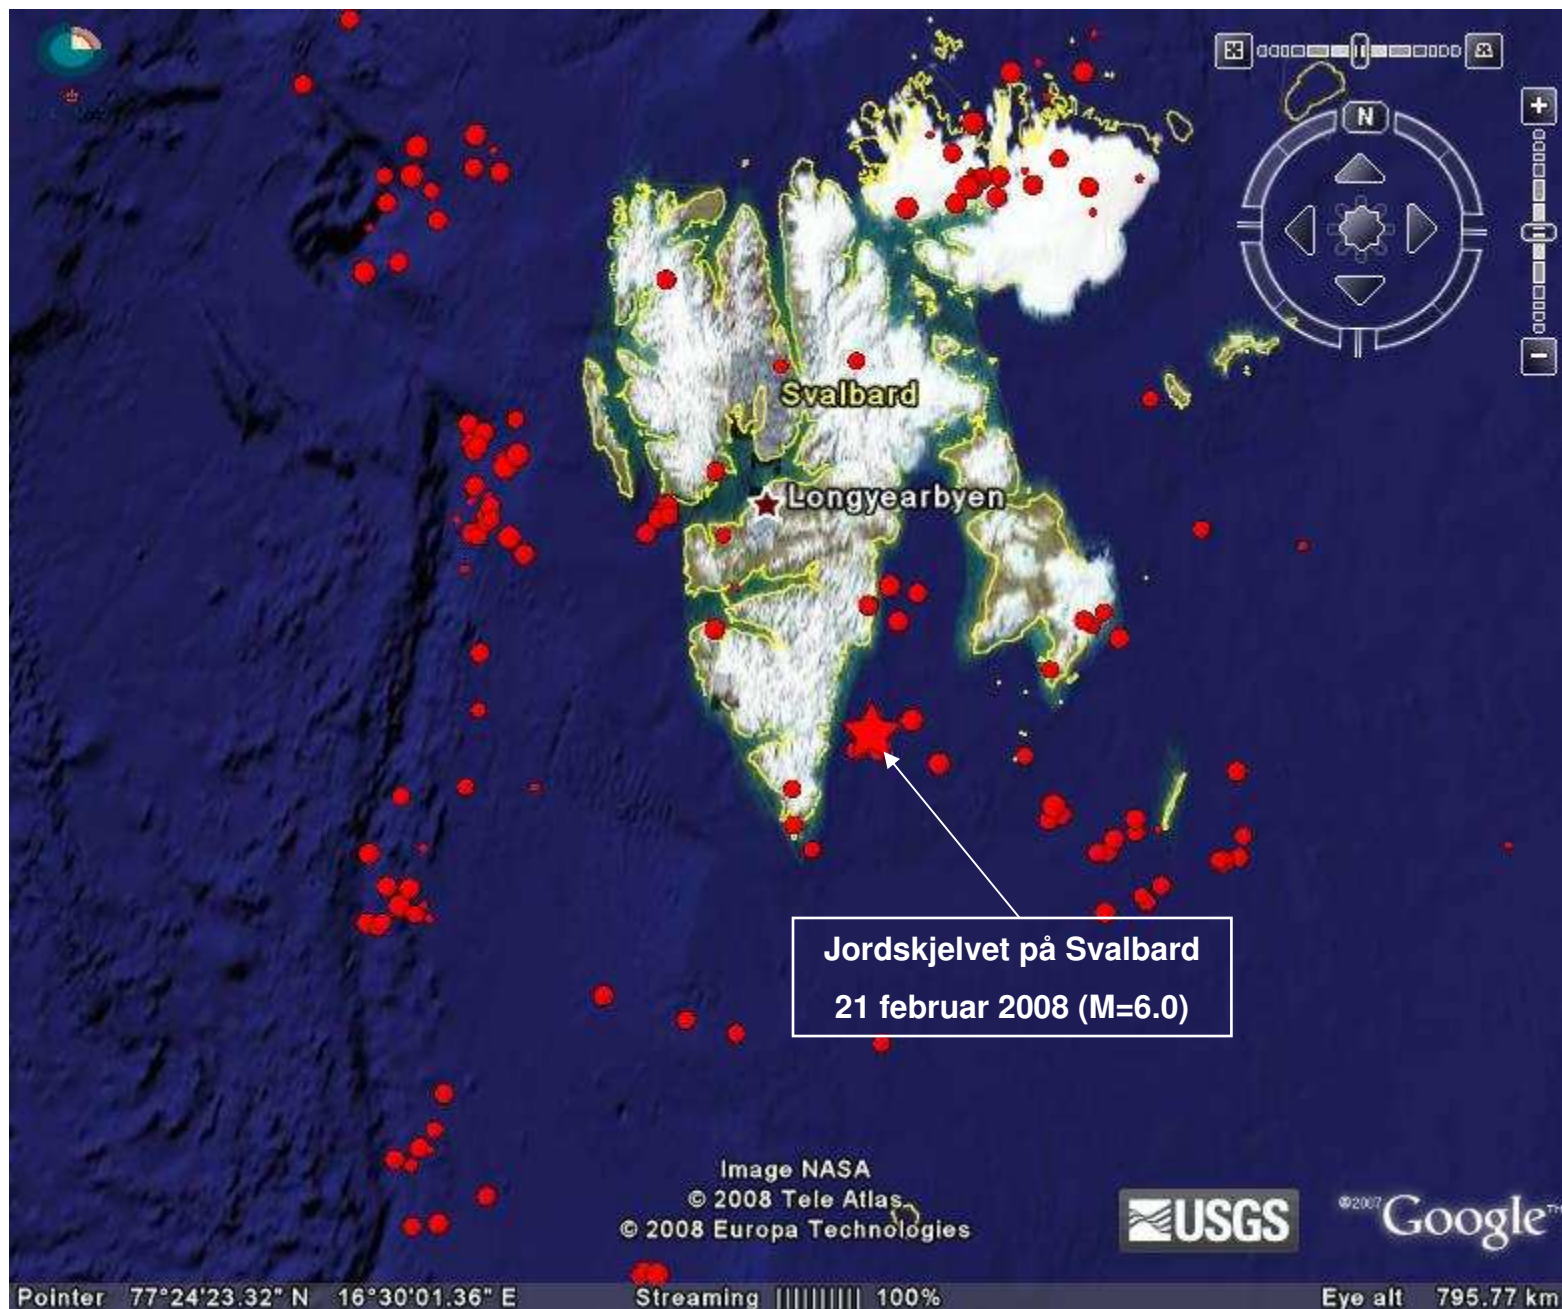 N
Svalbard
Longyearbyen
Jordskjelvet på Svalbard
21 februar 2008 (M=6.0)
Image NASA
© 2008 Tele Atlas
© 2008 Europa Technologies
USGS
©2007 Google™
Pointer 77°24'23.32" N 16°30'01.36" E Streaming |||||||||| 100% Eye alt 795.77 km